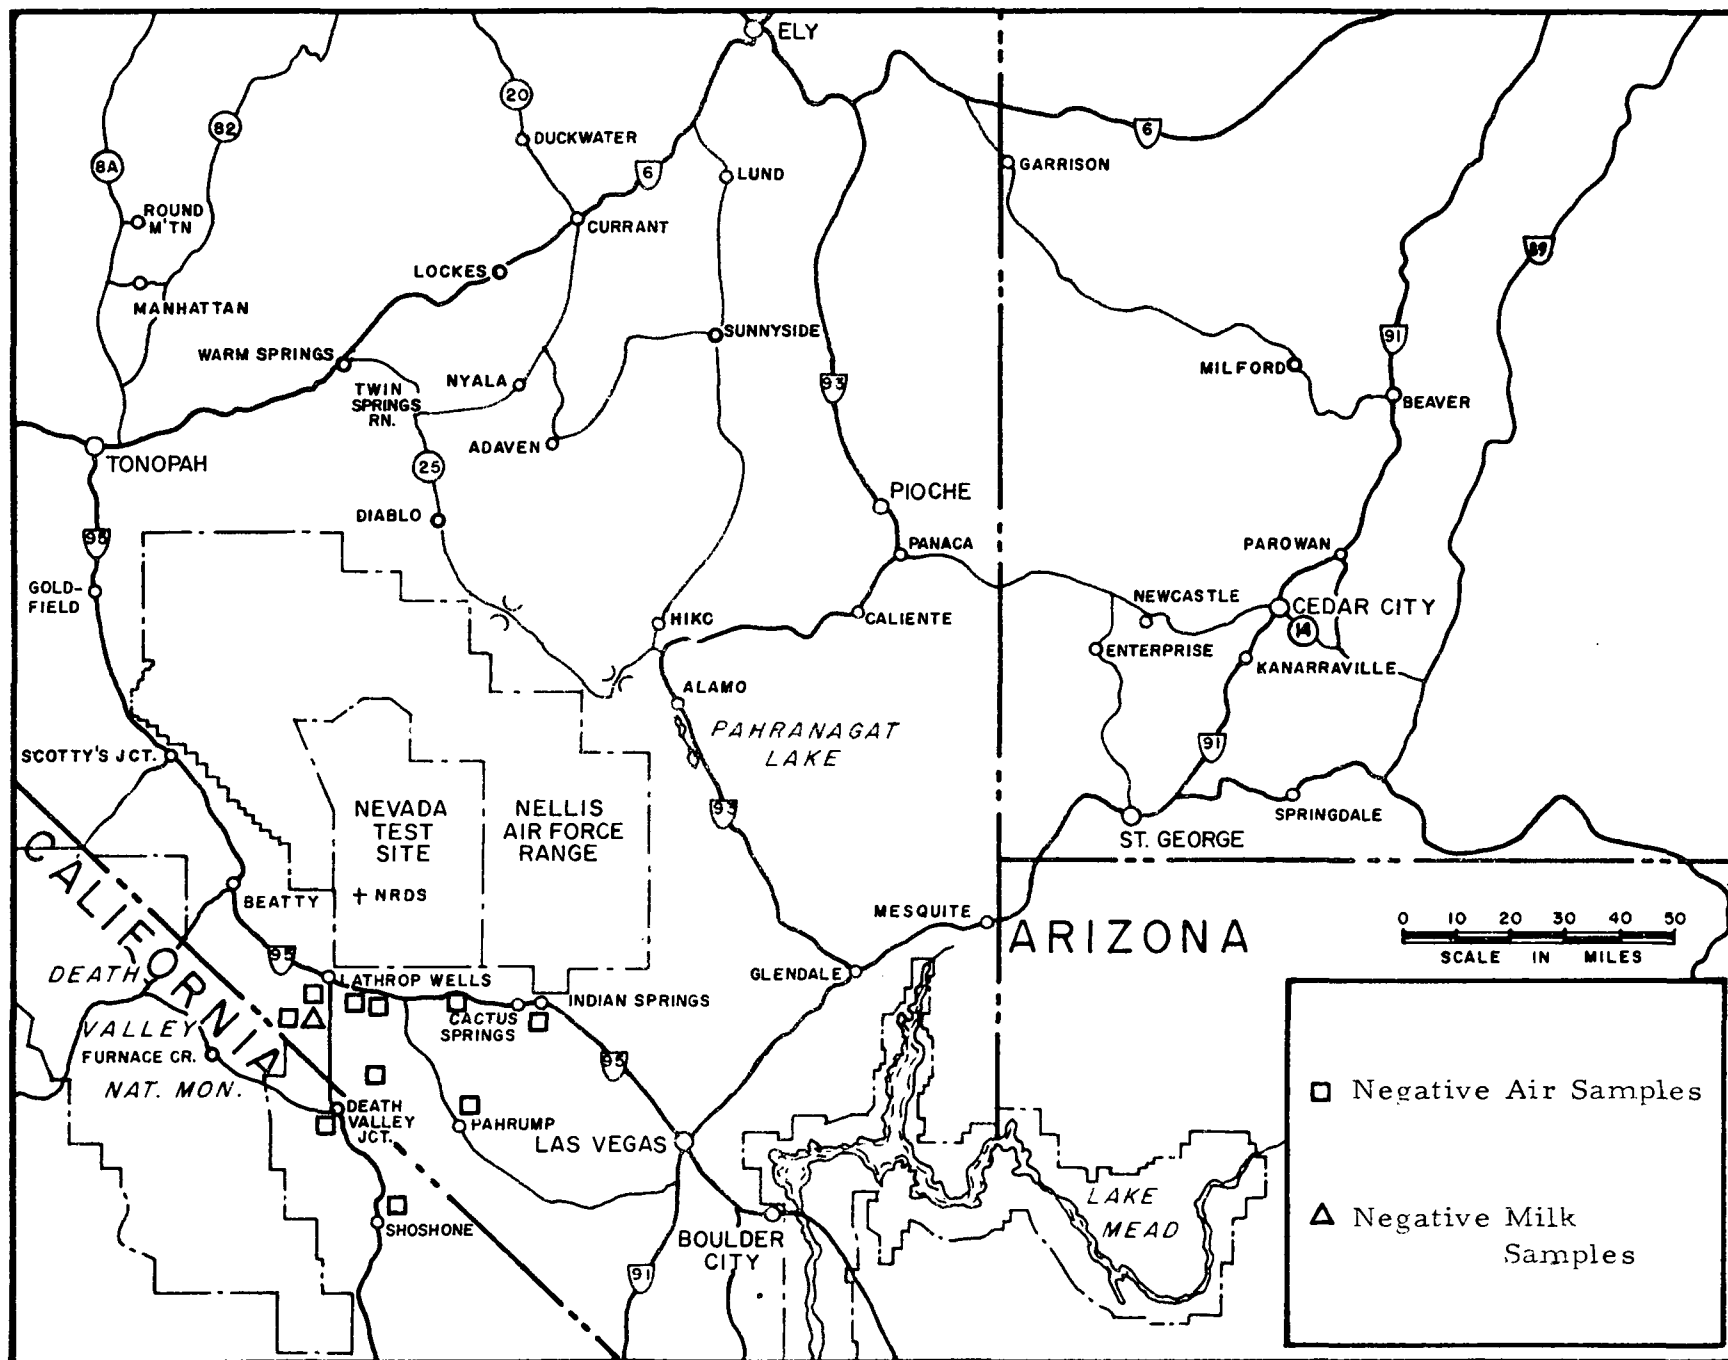 ELY
20
82
DUCKWATER
6
8A
6
LUND
GARRISON
ROUND
M'TN
CURRANT
89
LOCKES
MANHATTAN
SUNNYSIDE
91
WARM SPRINGS
MILFORD
TWIN
SPRINGS
RN.
NYALA
93
BEAVER
ADAVEN
TONOPAH
25
PIOCHE
DIABLO
95
PANACA
PAROWAN
GOLD-
FIELD
NEWCASTLE
CEDAR CITY
HIKC
CALIENTE
14
ENTERPRISE
KANARRAVILLE
ALAMO
PAHRANAGAT
LAKE
SCOTTY'S JCT.
91
NEVADA
TEST
SITE
NELLIS
AIR FORCE
RANGE
93
SPRINGDALE
ST. GEORGE
CALIFORNIA
BEATTY
NRDS
MESQUITE
ARIZONA
0 10 20 30 40 50
SCALE IN MILES
95
DEATH
VALLEY
NAT. MON.
LATHROP WELLS
GLENDALE
INDIAN SPRINGS
CACTUS
SPRINGS
FURNACE CR.
95
DEATH
VALLEY
JCT.
PAHRUMP
LAS VEGAS
Negative Air Samples
LAKE
MEAD
SHOSHONE
BOULDER
CITY
91
Negative Milk
Samples